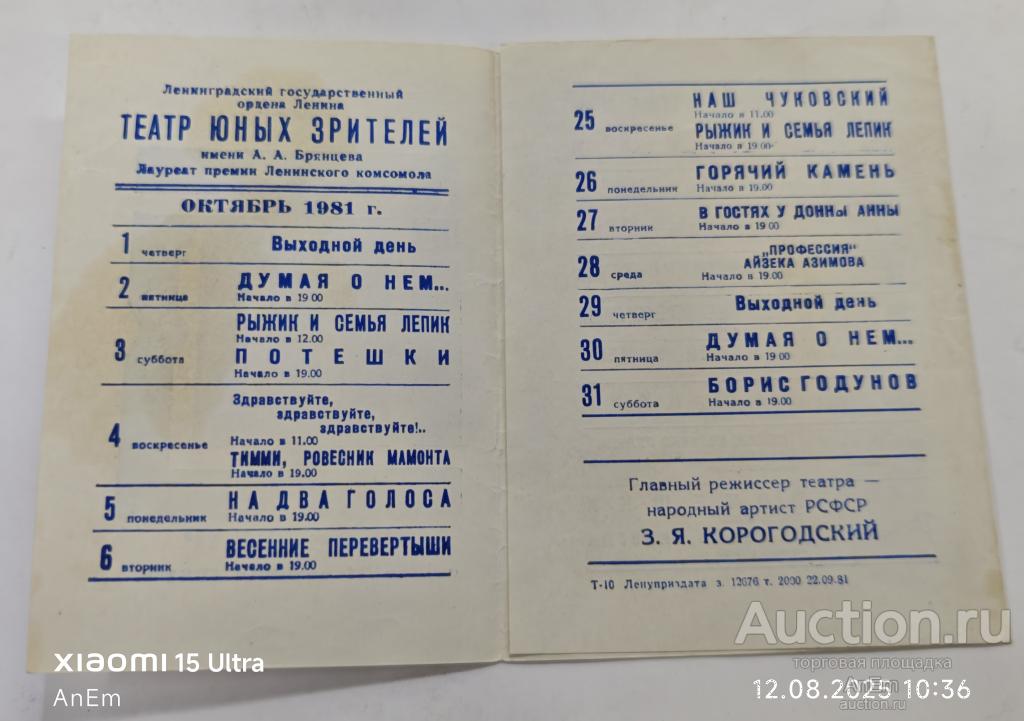 Ленинградский государственный
ордена Ленина
ТЕАТР ЮНЫХ ЗРИТЕЛЕЙ
имени А. А. Брянцева
Лауреат премии Ленинского комсомола
ОКТЯБРЬ 1981 г.
1 четверг Выходной день
2 пятница ДУМАЯ О НЕМ...
Начало в 19 00
3 суббота РЫЖИК И СЕМЬЯ ЛЕПИК
Начало в 12.00
ПОТЕШКИ
Начало в 19.00
4 воскресенье Здравствуйте,
здравствуйте,
здравствуйте!..
Начало в 11.00
ТИММИ, РОВЕСНИК МАМОНТА
Начало в 19.00
5 понедельник НА ДВА ГОЛОСА
Начало в 19.00
6 вторник ВЕСЕННИЕ ПЕРЕВЕРТЫШИ
Начало в 19.00
25 воскресенье НАШ ЧУКОВСКИЙ
Начало в 11.00
РЫЖИК И СЕМЬЯ ЛЕПИК
Начало в 19 00
26 понедельник ГОРЯЧИЙ КАМЕНЬ
Начало в 19.00
27 вторник В ГОСТЯХ У ДОННЫ АННЫ
Начало в 19 00
28 среда „ПРОФЕССИЯ"
АЙЗЕКА АЗИМОВА
Начало в 19.00
29 четверг Выходной день
30 пятница ДУМАЯ О НЕМ...
Начало в 19 00
31 суббота БОРИС ГОДУНОВ
Начало в 19.00
Главный режиссер театра —
народный артист РСФСР
З. Я. КОРОГОДСКИЙ
Т-10 Ленуприздата з. 12676 т. 2000 22.09.81
Auction.ru
торговая площадка
AnEm
auction.ru
xiaomi 15 Ultra
AnEm
12.08.2025 10:36